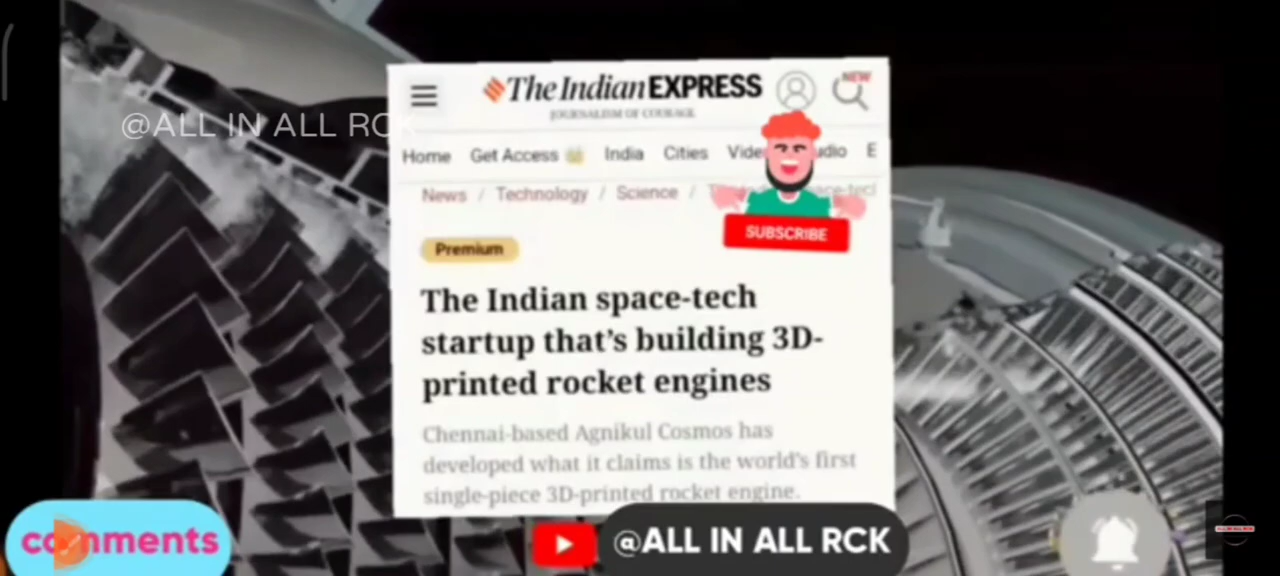 The Indian EXPRESS
JOURNALISM OF COURAGE
NEW
@ALL IN ALL RCK
Home Get Access India Cities E
News / Technology / Science /
SUBSCRIBE
Premium
The Indian space-tech
startup that's building 3D-
printed rocket engines
Chennai-based Agnikul Cosmos has
developed what it claims is the world's first
single-piece 3D-printed rocket engine.
comments
@ALL IN ALL RCK